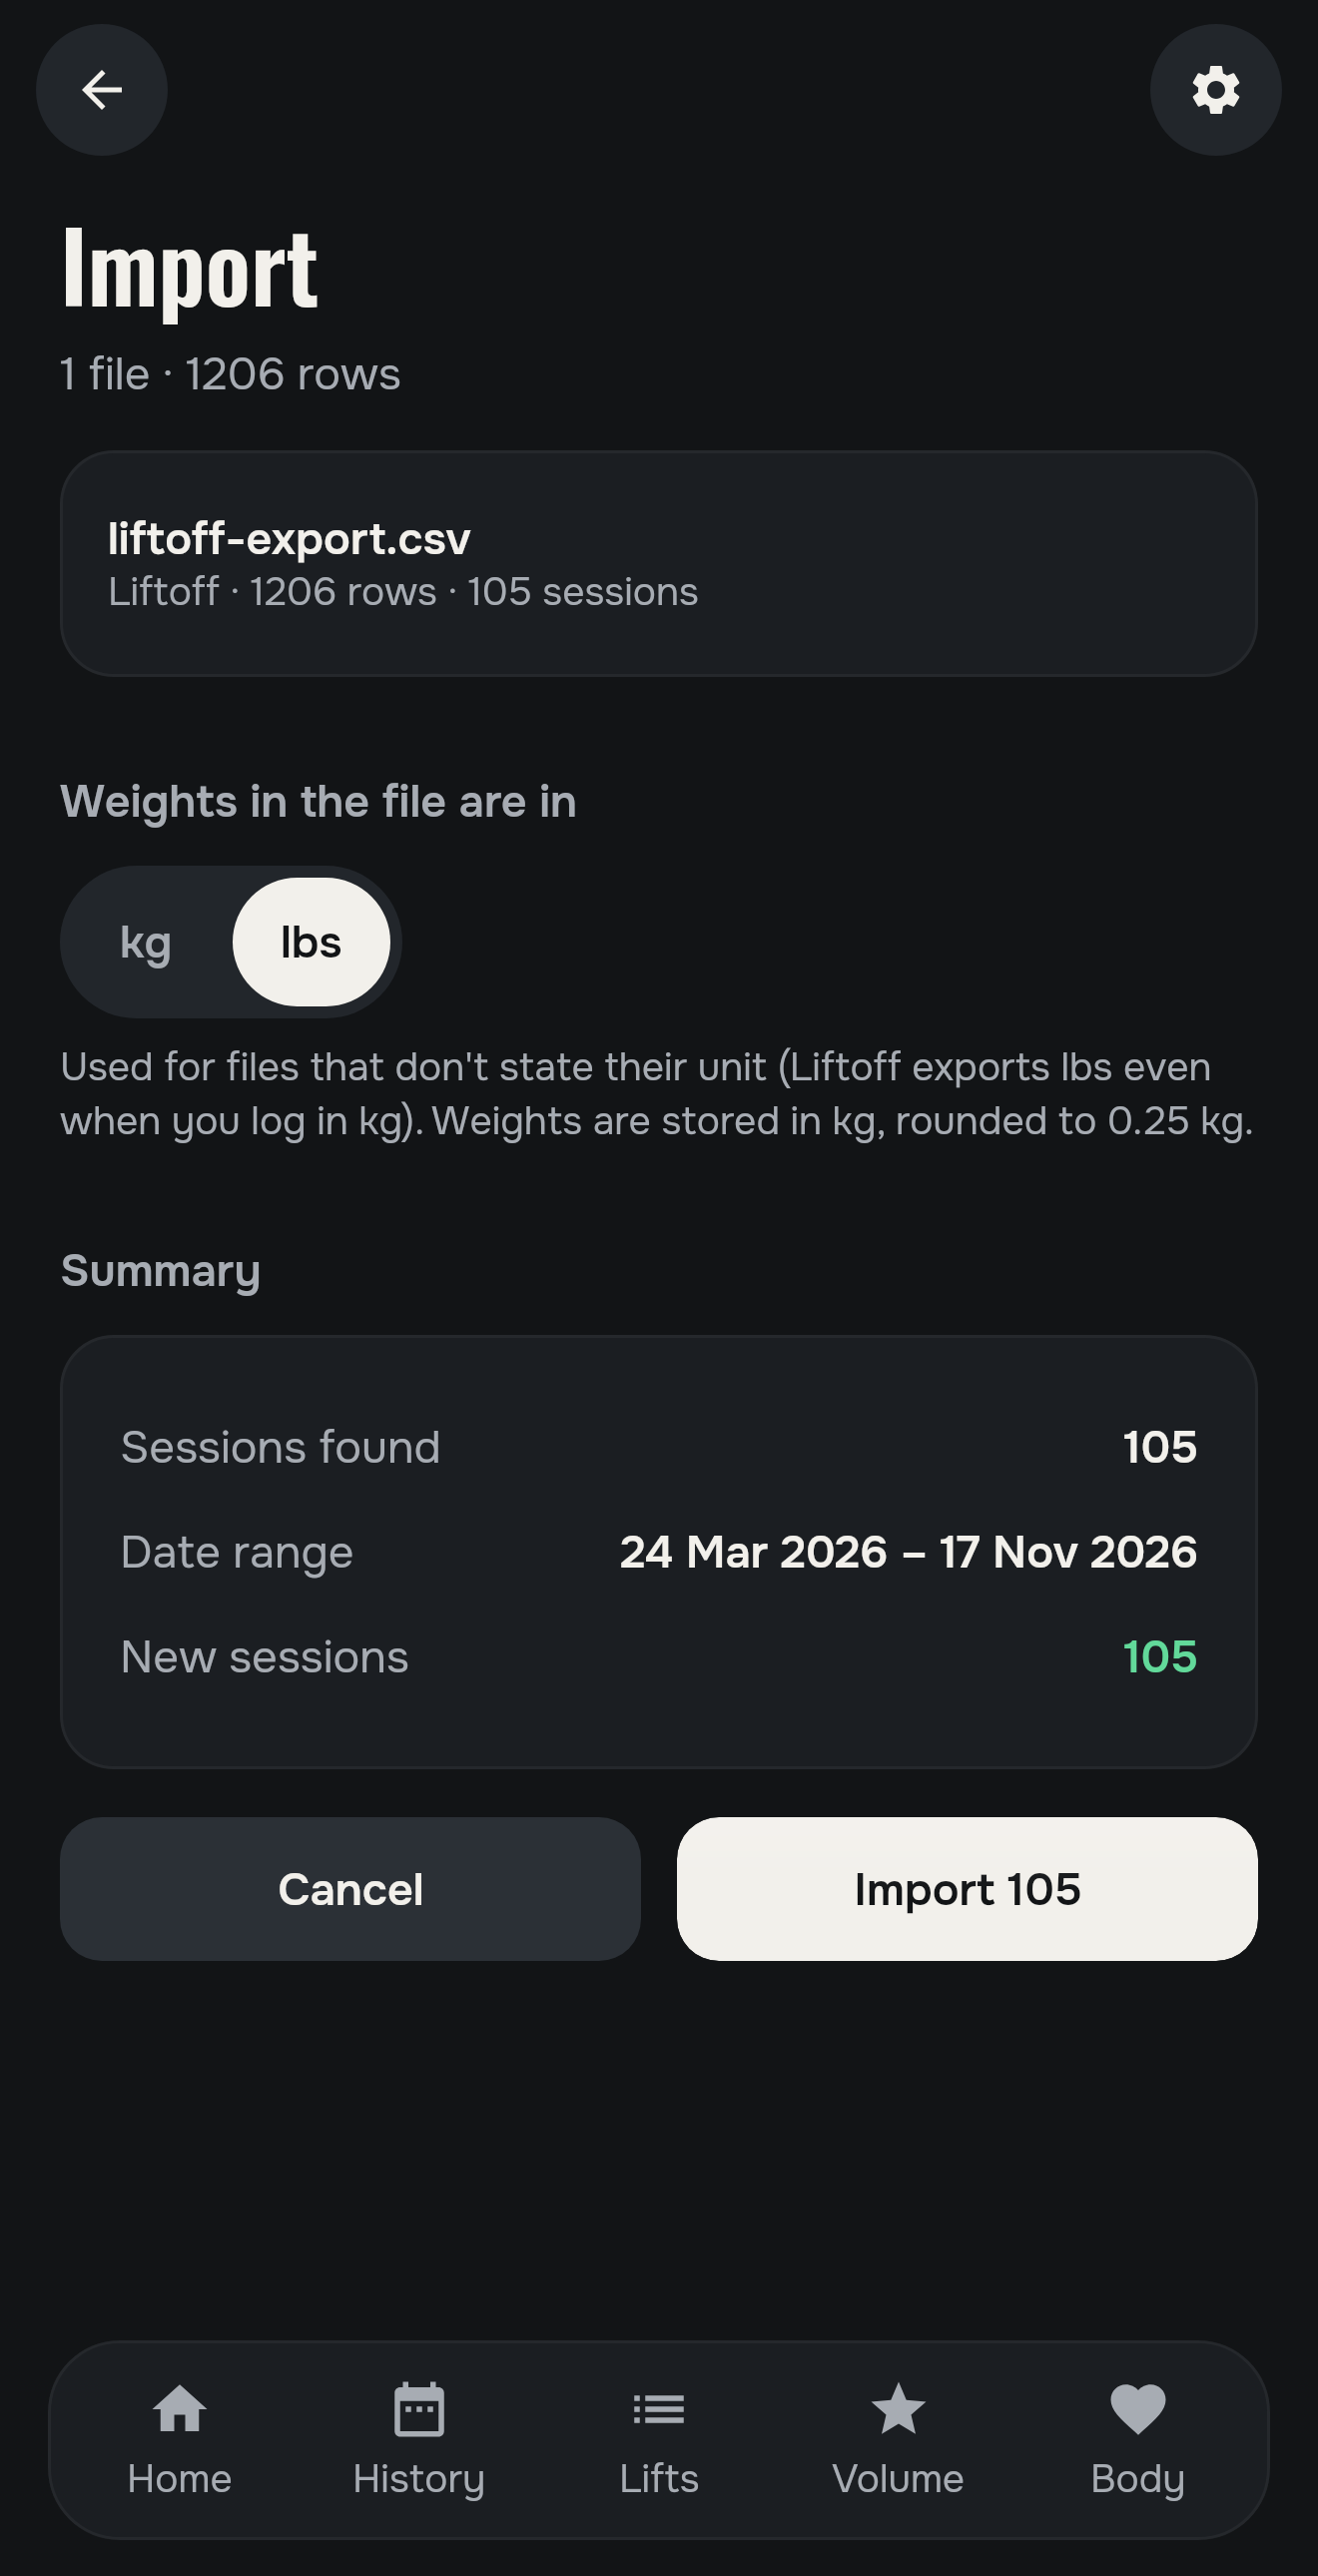 Import
1 file · 1206 rows
liftoff-export.csv
Liftoff · 1206 rows · 105 sessions
Weights in the file are in
kg lbs
Used for files that don't state their unit (Liftoff exports lbs even
when you log in kg). Weights are stored in kg, rounded to 0.25 kg.
Summary
Sessions found 105
Date range 24 Mar 2026 – 17 Nov 2026
New sessions 105
Cancel Import 105
Home History Lifts Volume Body